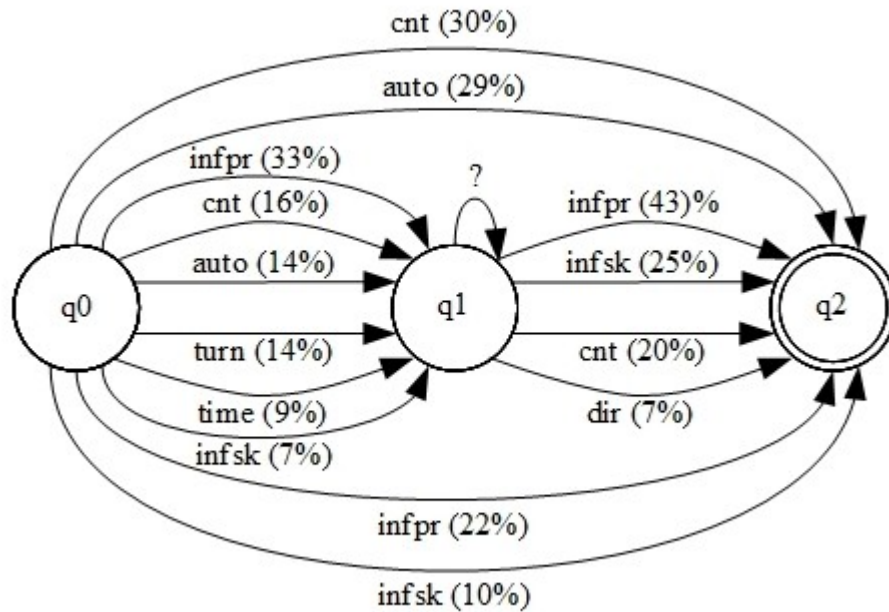 cnt (30%)
auto (29%)
infpr (33%)
cnt (16%)
auto (14%)
turn (14%)
time (9%)
infsk (7%)
?
infpr (43)%
infsk (25%)
cnt (20%)
dir (7%)
q0
q1
q2
infpr (22%)
infsk (10%)